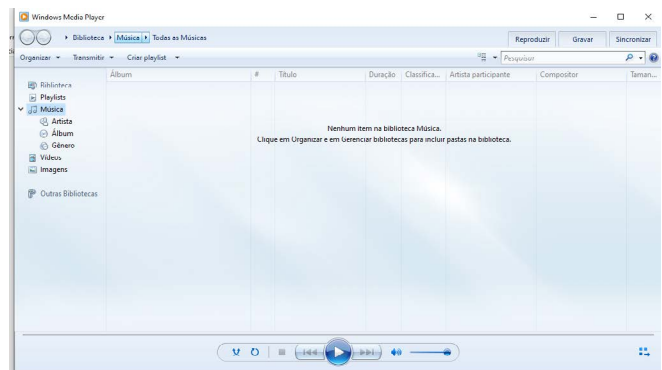 Windows Media Player
Biblioteca Música Todas as Músicas
Reproduzir Gravar Sincronizar
Organizar Transmitir Criar playlist
Pesquisar
Álbum # Título Duração Classifica... Artista participante Compositor Taman...
Biblioteca
Playlists
Música
Artista
Álbum
Gênero
Vídeos
Imagens
Outras Bibliotecas
Nenhum item na biblioteca Música.
Clique em Organizar e em Gerenciar bibliotecas para incluir pastas na biblioteca.